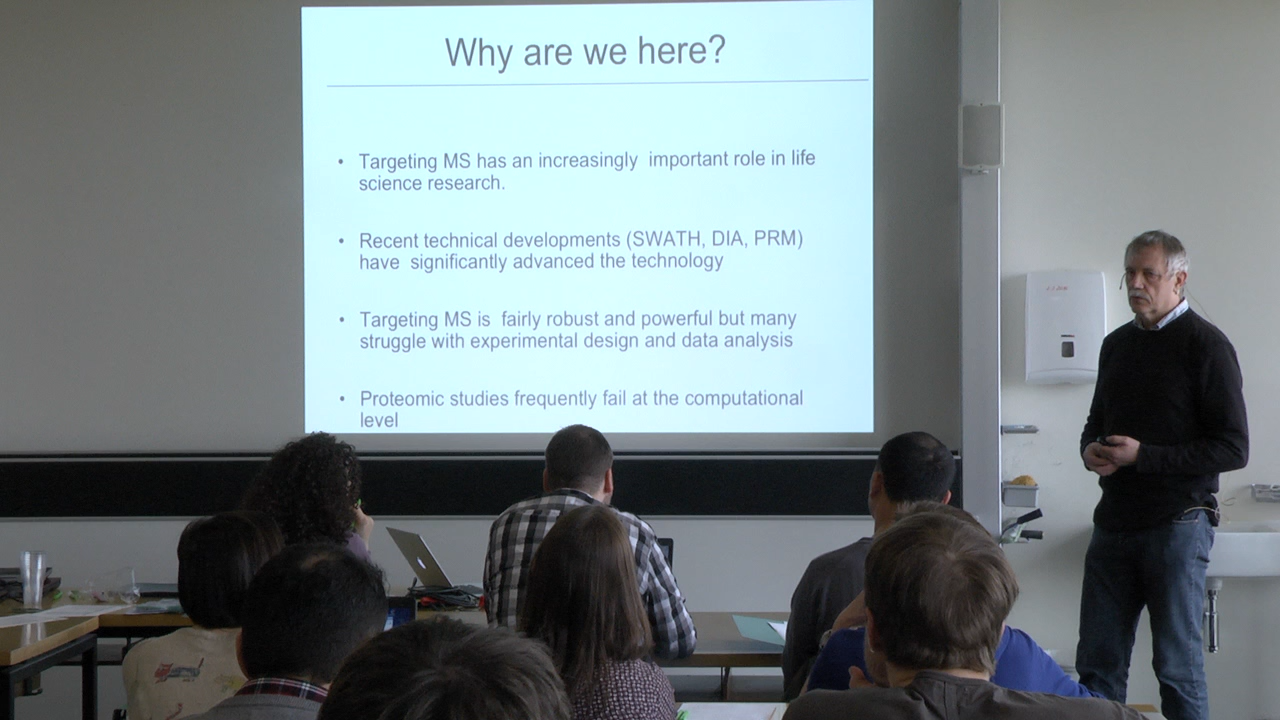 Why are we here?
• Targeting MS has an increasingly important role in life
science research.
• Recent technical developments (SWATH, DIA, PRM)
have significantly advanced the technology
• Targeting MS is fairly robust and powerful but many
struggle with experimental design and data analysis
• Proteomic studies frequently fail at the computational
level